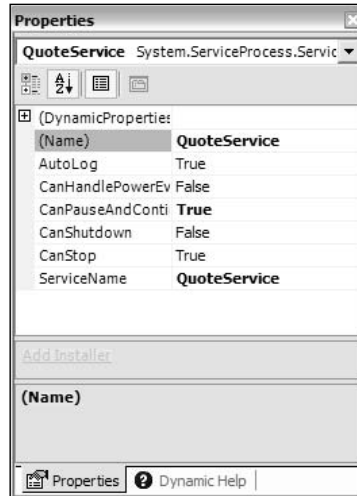 Properties
QuoteService System.ServiceProcess.Servic
(DynamicProperties
(Name) QuoteService
AutoLog True
CanHandlePowerEv False
CanPauseAndConti True
CanShutdown False
CanStop True
ServiceName QuoteService
Add Installer
(Name)
Properties Dynamic Help